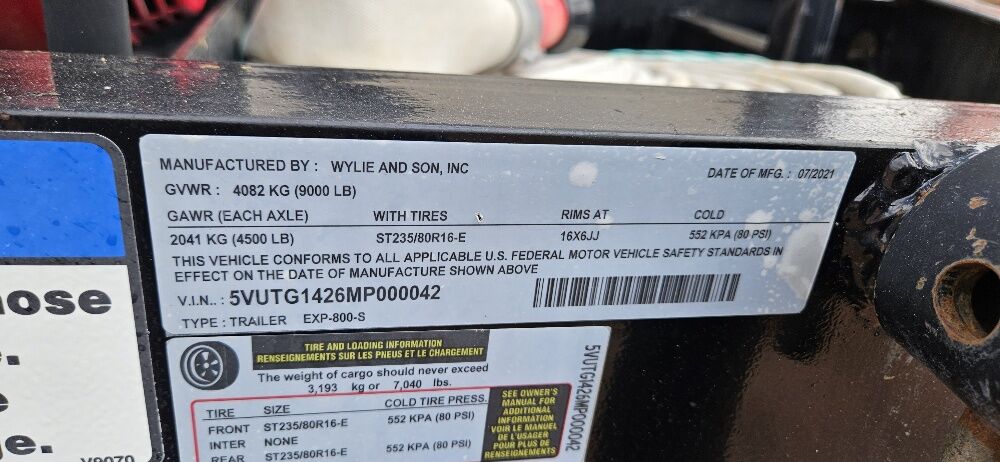 MANUFACTURED BY : WYLIE AND SON, INC DATE OF MFG. : 07/2021
GVWR : 4082 KG (9000 LB)
GAWR (EACH AXLE) WITH TIRES RIMS AT COLD
2041 KG (4500 LB) ST235/80R16-E 16X6JJ 552 KPA (80 PSI)
THIS VEHICLE CONFORMS TO ALL APPLICABLE U.S. FEDERAL MOTOR VEHICLE SAFETY STANDARDS IN
EFFECT ON THE DATE OF MANUFACTURE SHOWN ABOVE
V.I.N.. : 5VUTG1426MP000042
TYPE : TRAILER EXP-800-S
TIRE AND LOADING INFORMATION
RENSEIGNEMENTS SUR LES PNEUS ET LE CHARGEMENT
The weight of cargo should never exceed
3,193 kg or 7,040 lbs.
TIRE SIZE COLD TIRE PRESS.
FRONT ST235/80R16-E 552 KPA (80 PSI)
INTER NONE
REAR ST235/80R16-E 552 KPA (80 PSI)
SEE OWNER'S
MANUAL FOR
ADDITIONAL
INFORMATION
VOIR LE MANUEL
DE L'USAGER
POUR PLUS DE
RENSEIGNEMENTS
5VUTG1426MP000042
hose
e.
e
ge.